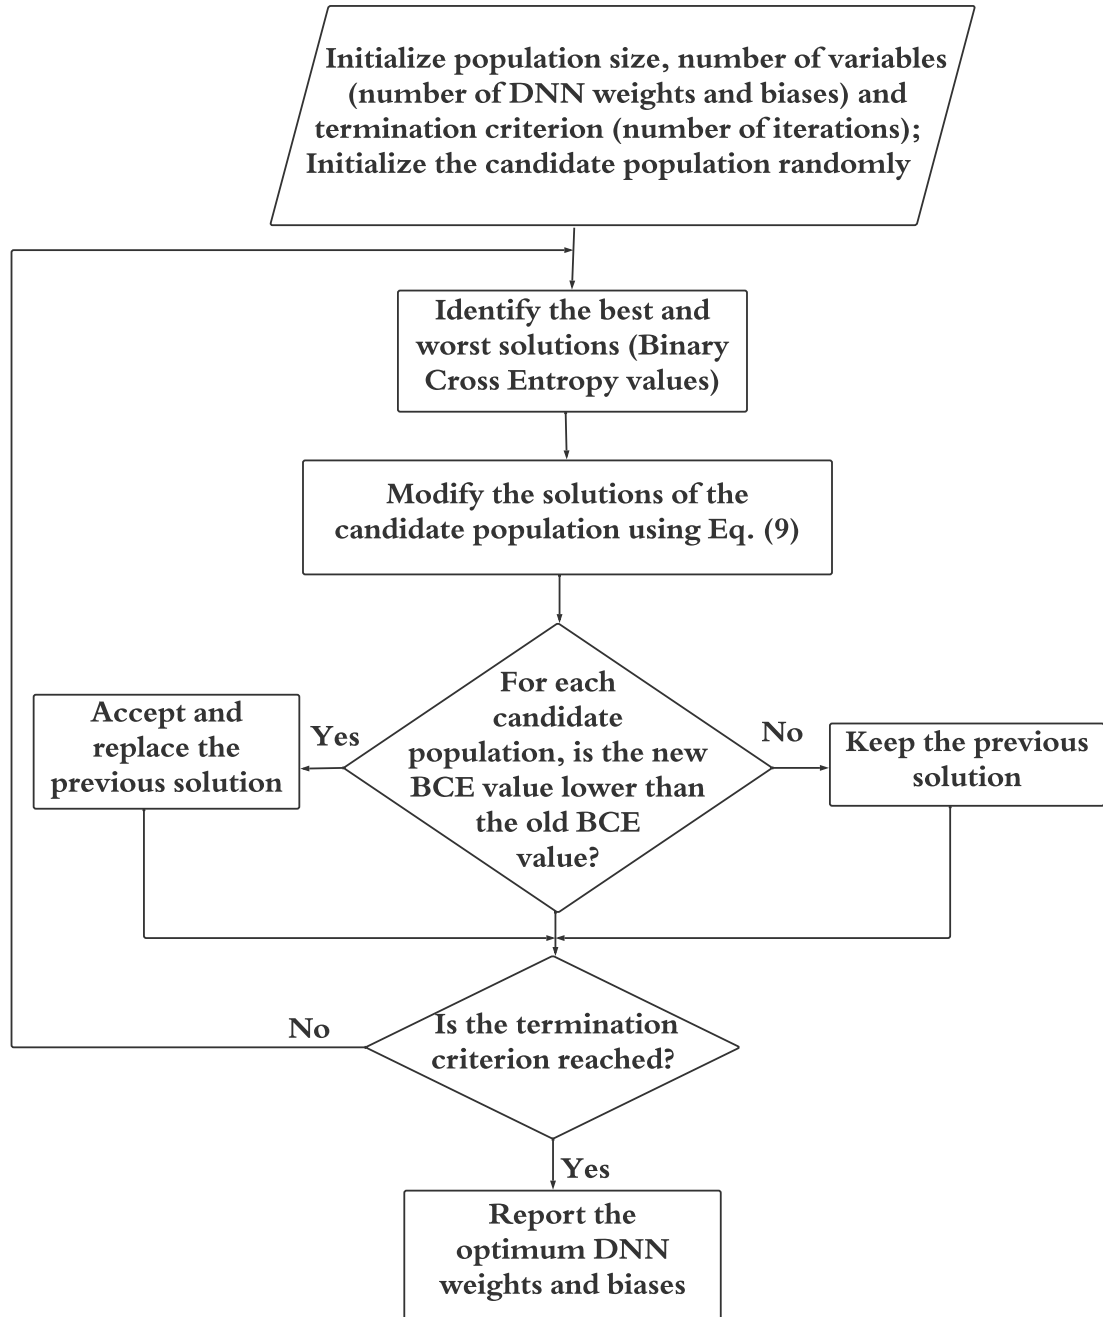 Initialize population size, number of variables
(number of DNN weights and biases) and
termination criterion (number of iterations);
Initialize the candidate population randomly
Identify the best and
worst solutions (Binary
Cross Entropy values)
Modify the solutions of the
candidate population using Eq. (9)
For each
candidate
population, is the new
BCE value lower than
the old BCE
value?
Yes
Accept and
replace the
previous solution
No
Keep the previous
solution
Is the termination
criterion reached?
No
Yes
Report the
optimum DNN
weights and biases